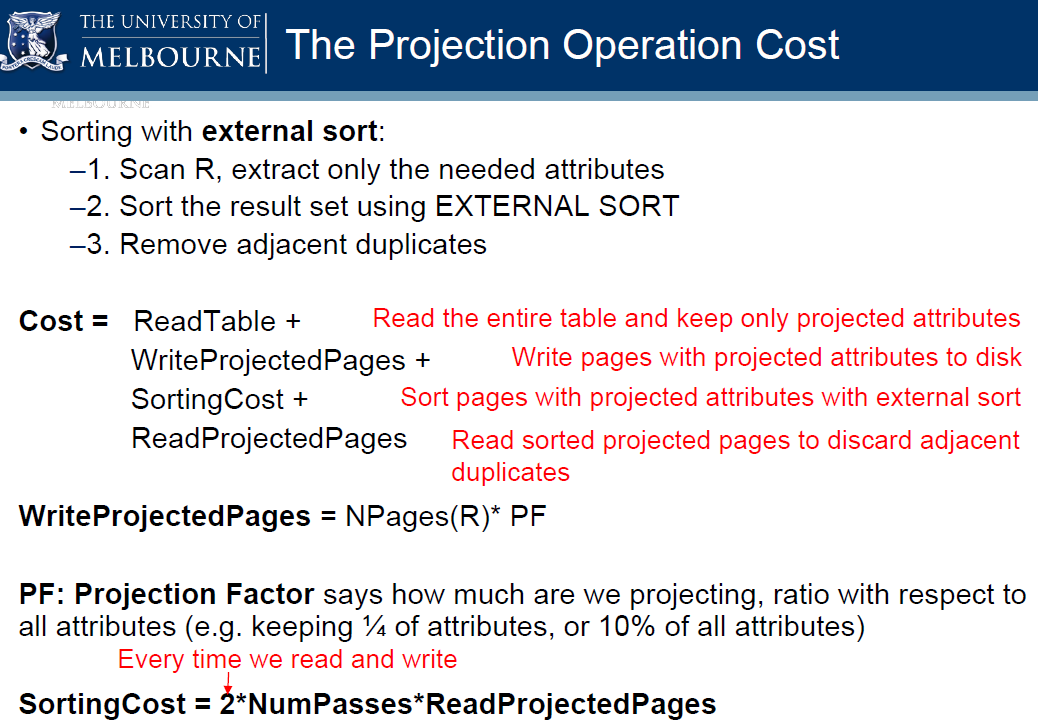 THE UNIVERSITY OF
MELBOURNE
The Projection Operation Cost
MELBOURNE
• Sorting with external sort:
–1. Scan R, extract only the needed attributes
–2. Sort the result set using EXTERNAL SORT
–3. Remove adjacent duplicates
Cost = ReadTable + Read the entire table and keep only projected attributes
WriteProjectedPages + Write pages with projected attributes to disk
SortingCost + Sort pages with projected attributes with external sort
ReadProjectedPages Read sorted projected pages to discard adjacent
duplicates
WriteProjectedPages = NPages(R)* PF
PF: Projection Factor says how much are we projecting, ratio with respect to
all attributes (e.g. keeping ¼ of attributes, or 10% of all attributes)
Every time we read and write
SortingCost = 2*NumPasses*ReadProjectedPages